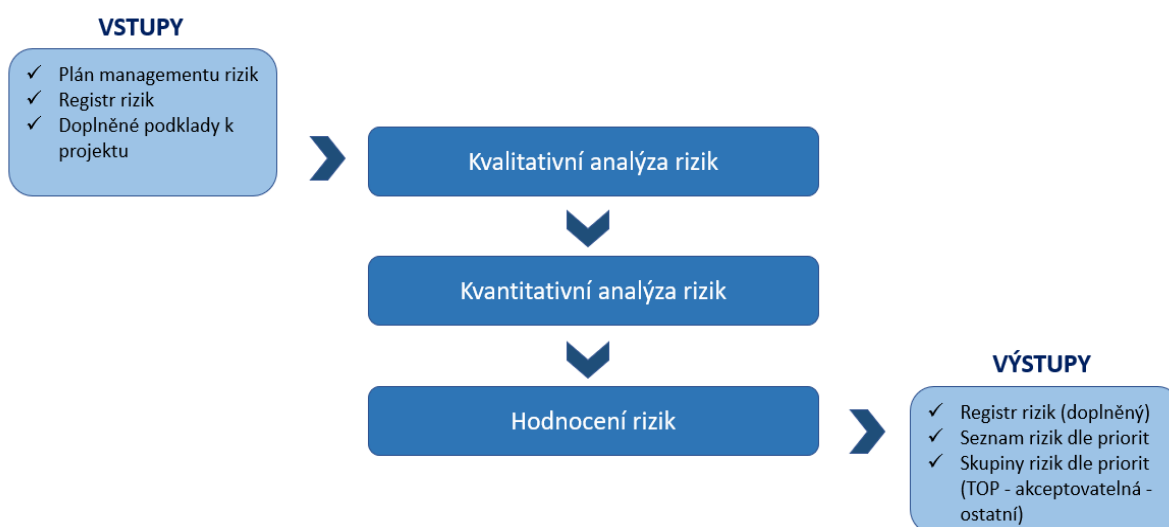 VSTUPY
✓ Plán managementu rizik
✓ Registr rizik
✓ Doplněné podklady k
projektu
Kvalitativní analýza rizik
Kvantitativní analýza rizik
Hodnocení rizik
VÝSTUPY
✓ Registr rizik (doplněný)
✓ Seznam rizik dle priorit
✓ Skupiny rizik dle priorit
(TOP - akceptovatelná -
ostatní)